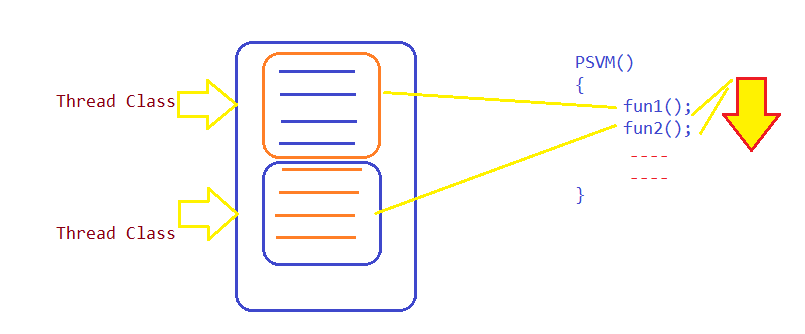 Thread Class
Thread Class
PSVM()
{
fun1();
fun2();
----
----
}